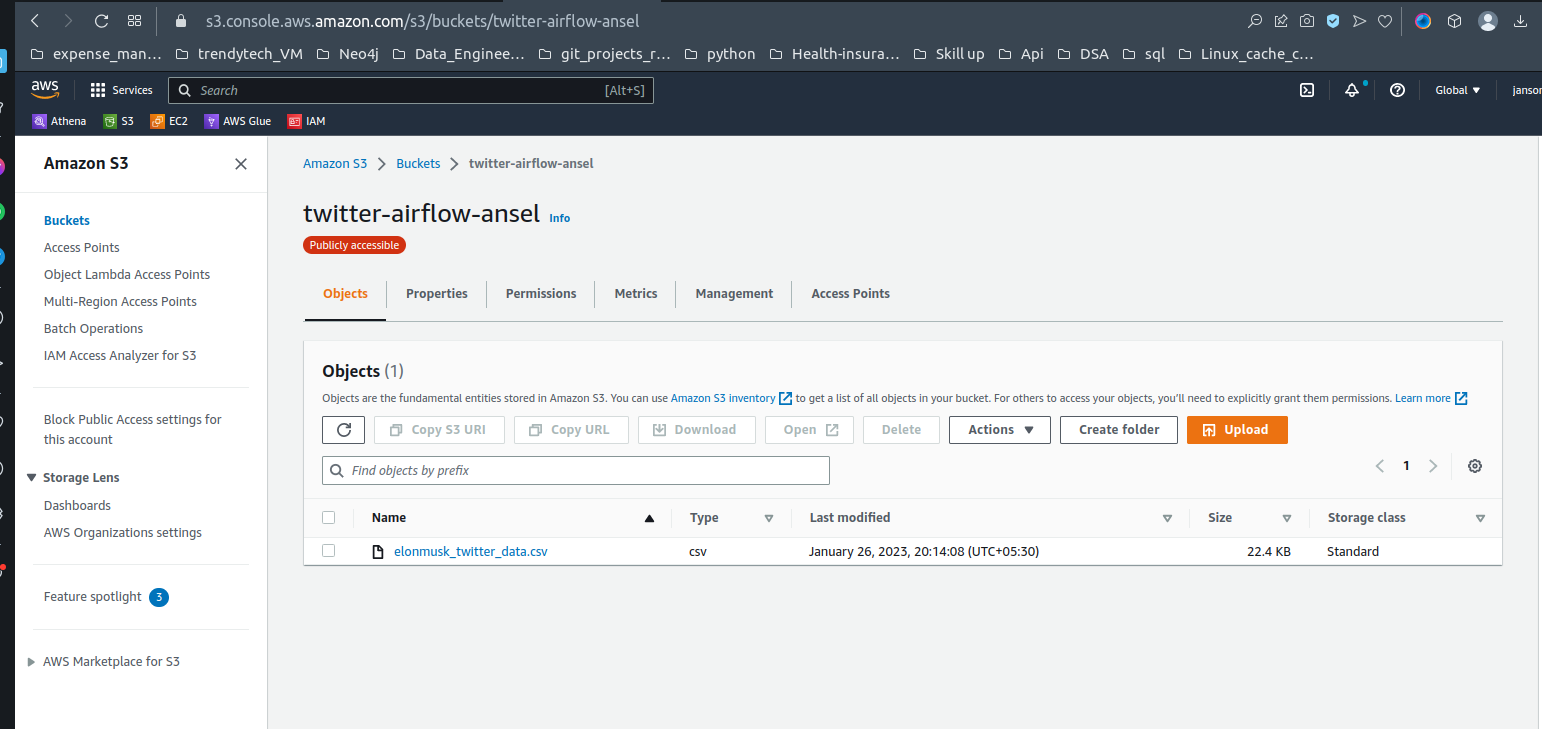 s3.console.aws.amazon.com/s3/buckets/twitter-airflow-ansel
expense_man... trendytech_VM Neo4j Data_Enginee... git_projects_r... python Health-insura... Skill up Api DSA sql Linux_cache_c...
aws Services Search [Alt+S] Global
Athena S3 EC2 AWS Glue IAM
Amazon S3
Buckets
Access Points
Object Lambda Access Points
Multi-Region Access Points
Batch Operations
IAM Access Analyzer for S3
Block Public Access settings for
this account
Storage Lens
Dashboards
AWS Organizations settings
Feature spotlight 3
AWS Marketplace for S3
Amazon S3 Buckets twitter-airflow-ansel
twitter-airflow-ansel Info
Publicly accessible
Objects Properties Permissions Metrics Management Access Points
Objects (1)
Objects are the fundamental entities stored in Amazon S3. You can use Amazon S3 inventory to get a list of all objects in your bucket. For others to access your objects, you'll need to explicitly grant them permissions. Learn more
Copy S3 URI Copy URL Download Open Delete Actions Create folder Upload
Find objects by prefix 1
Name Type Last modified Size Storage class
elonmusk_twitter_data.csv csv January 26, 2023, 20:14:08 (UTC+05:30) 22.4 KB Standard